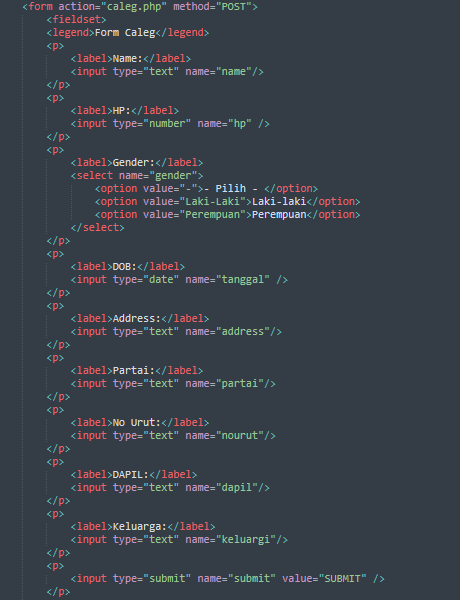 <form action="caleg.php" method="POST">
<fieldset>
<legend>Form Caleg</legend>
<p>
<label>Name:</label>
<input type="text" name="name"/>
</p>
<p>
<label>HP:</label>
<input type="number" name="hp" />
</p>
<p>
<label>Gender:</label>
<select name="gender">
<option value="-">- Pilih - </option>
<option value="Laki-Laki">Laki-laki</option>
<option value="Perempuan">Perempuan</option>
</select>
</p>
<p>
<label>DOB:</label>
<input type="date" name="tanggal" />
</p>
<p>
<label>Address:</label>
<input type="text" name="address"/>
</p>
<p>
<label>Partai:</label>
<input type="text" name="partai"/>
</p>
<p>
<label>No Urut:</label>
<input type="text" name="nourut"/>
</p>
<p>
<label>DAPIL:</label>
<input type="text" name="dapil"/>
</p>
<p>
<label>Keluarga:</label>
<input type="text" name="keluargi"/>
</p>
<p>
<input type="submit" name="submit" value="SUBMIT" />
</p>